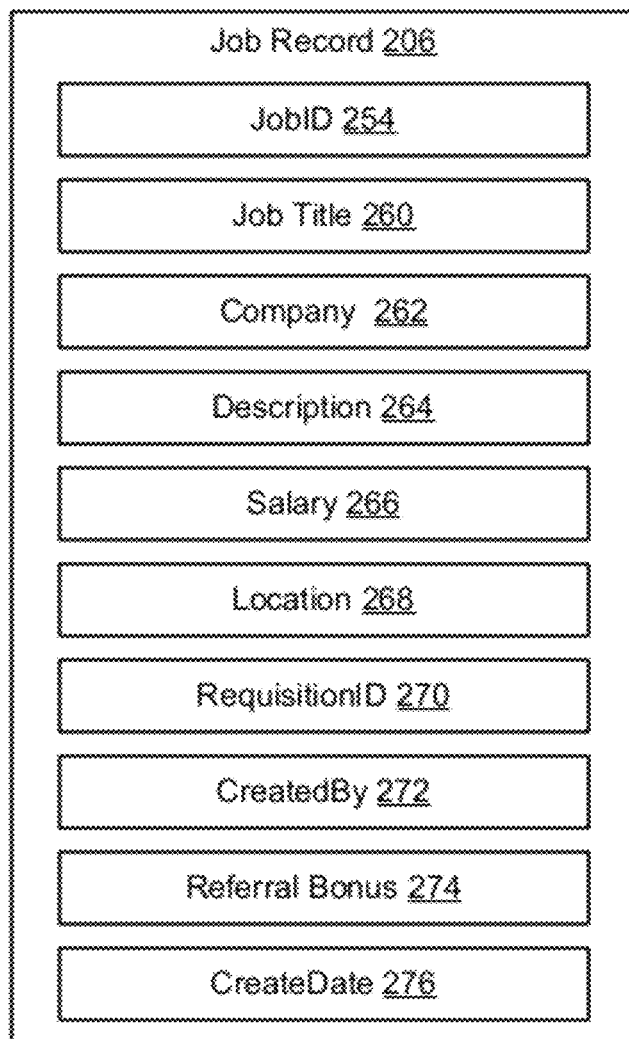 Job Record 206
JobID 254
Job Title 260
Company 262
Description 264
Salary 266
Location 268
RequisitionID 270
CreatedBy 272
Referral Bonus 274
CreateDate 276